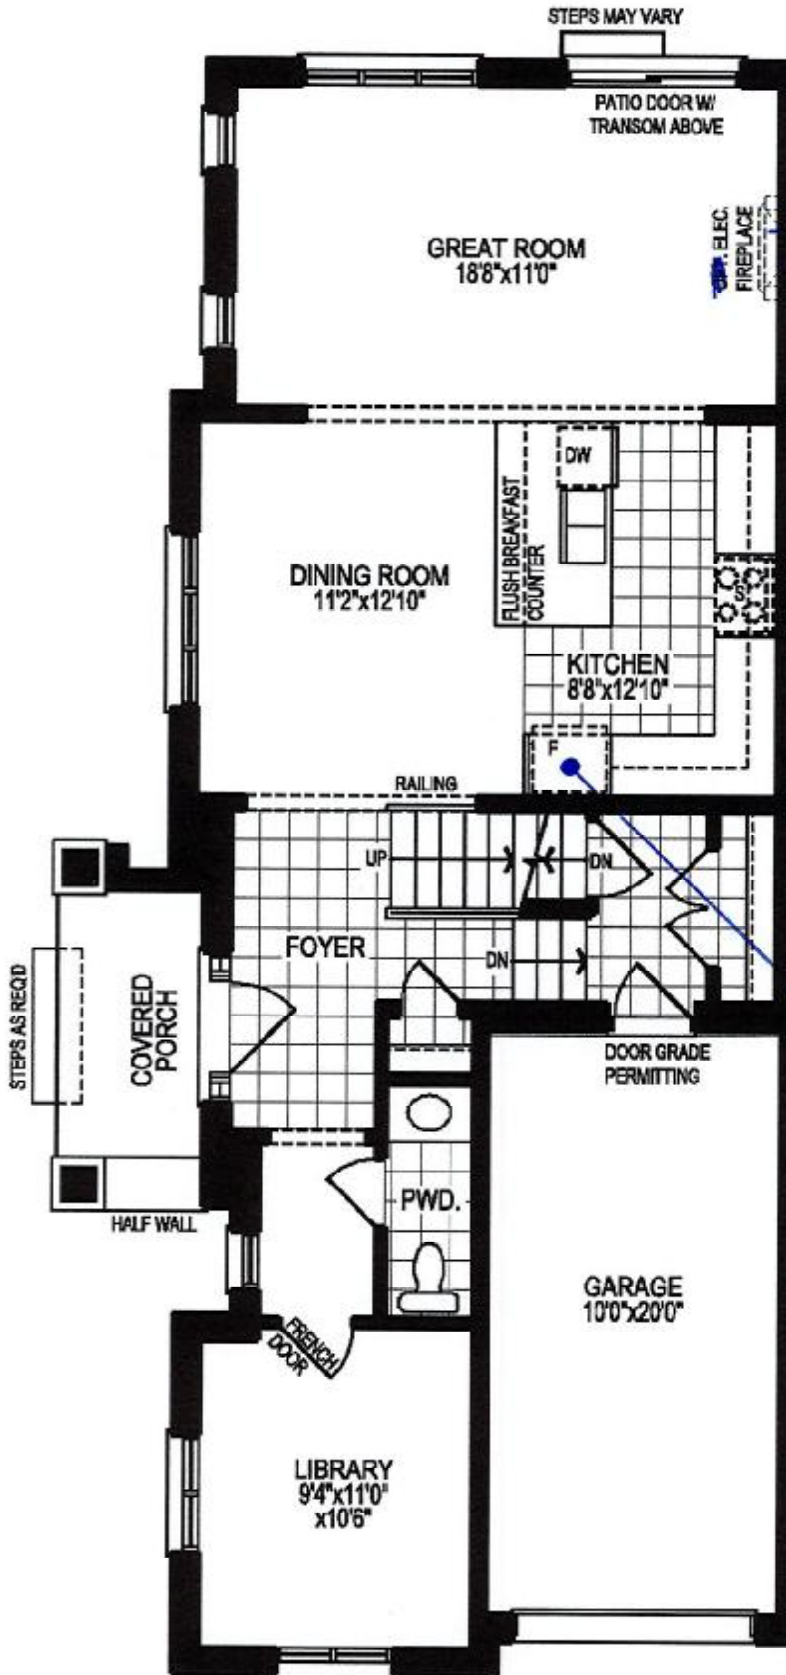 STEPS MAY VARY
PATIO DOOR W/
TRANSOM ABOVE
GREAT ROOM
18'8"x11'0"
ELEC.
FIREPLACE
DW
FLUSH BREAKFAST
COUNTER
DINING ROOM
11'2"x12'10"
S
KITCHEN
8'8"x12'10"
F
RAILING
UP
DN
FOYER
DN
STEPS AS REQ'D
COVERED
PORCH
DOOR GRADE
PERMITTING
PWD.
HALF WALL
GARAGE
10'0"x20'0"
FRENCH
DOOR
LIBRARY
9'4"x11'0"
x10'6"